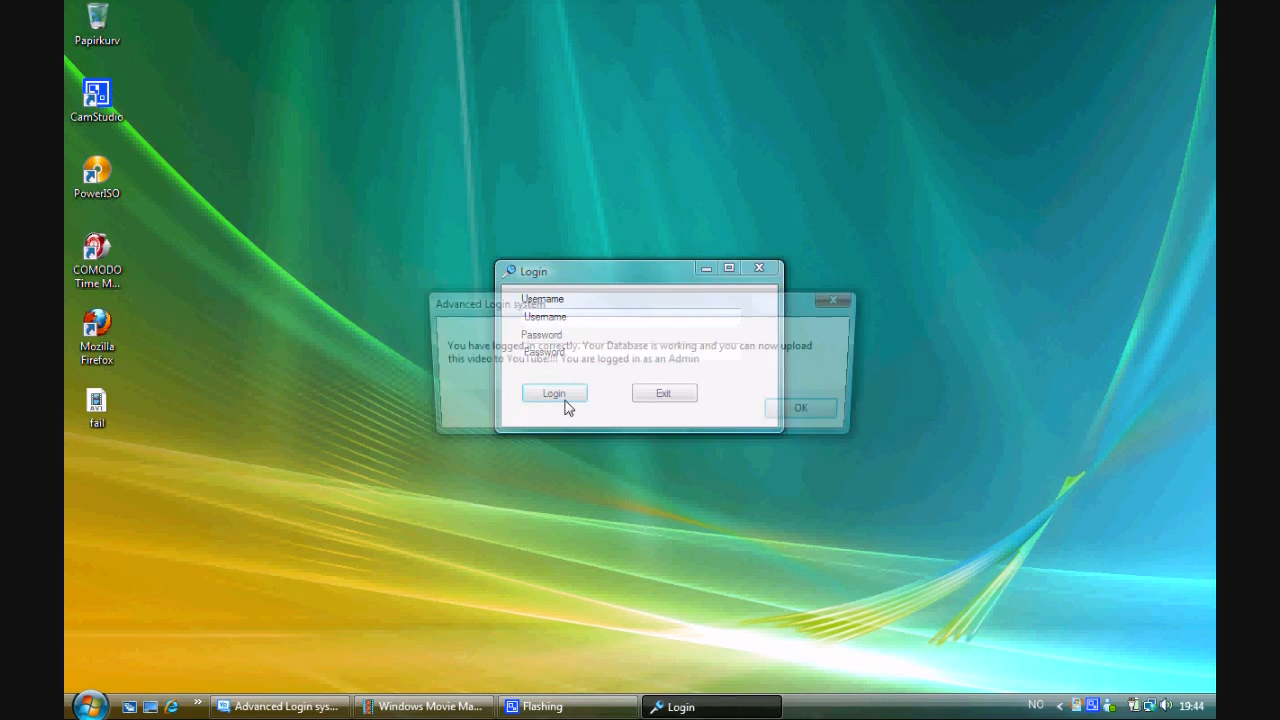 Papirkurv
CamStudio
PowerISO
COMODO
Time M...
Mozilla
Firefox
AVI
fail
Login
Username
Username
Password
Password
Login
Exit
Advanced Login system
You have logged in correctly. Your Database is working and you can now upload
this video to YouTube!!!! You are logged in as an Admin
OK
Advanced Login sys...
Windows Movie Ma...
Flashing
Login
NO
19:44